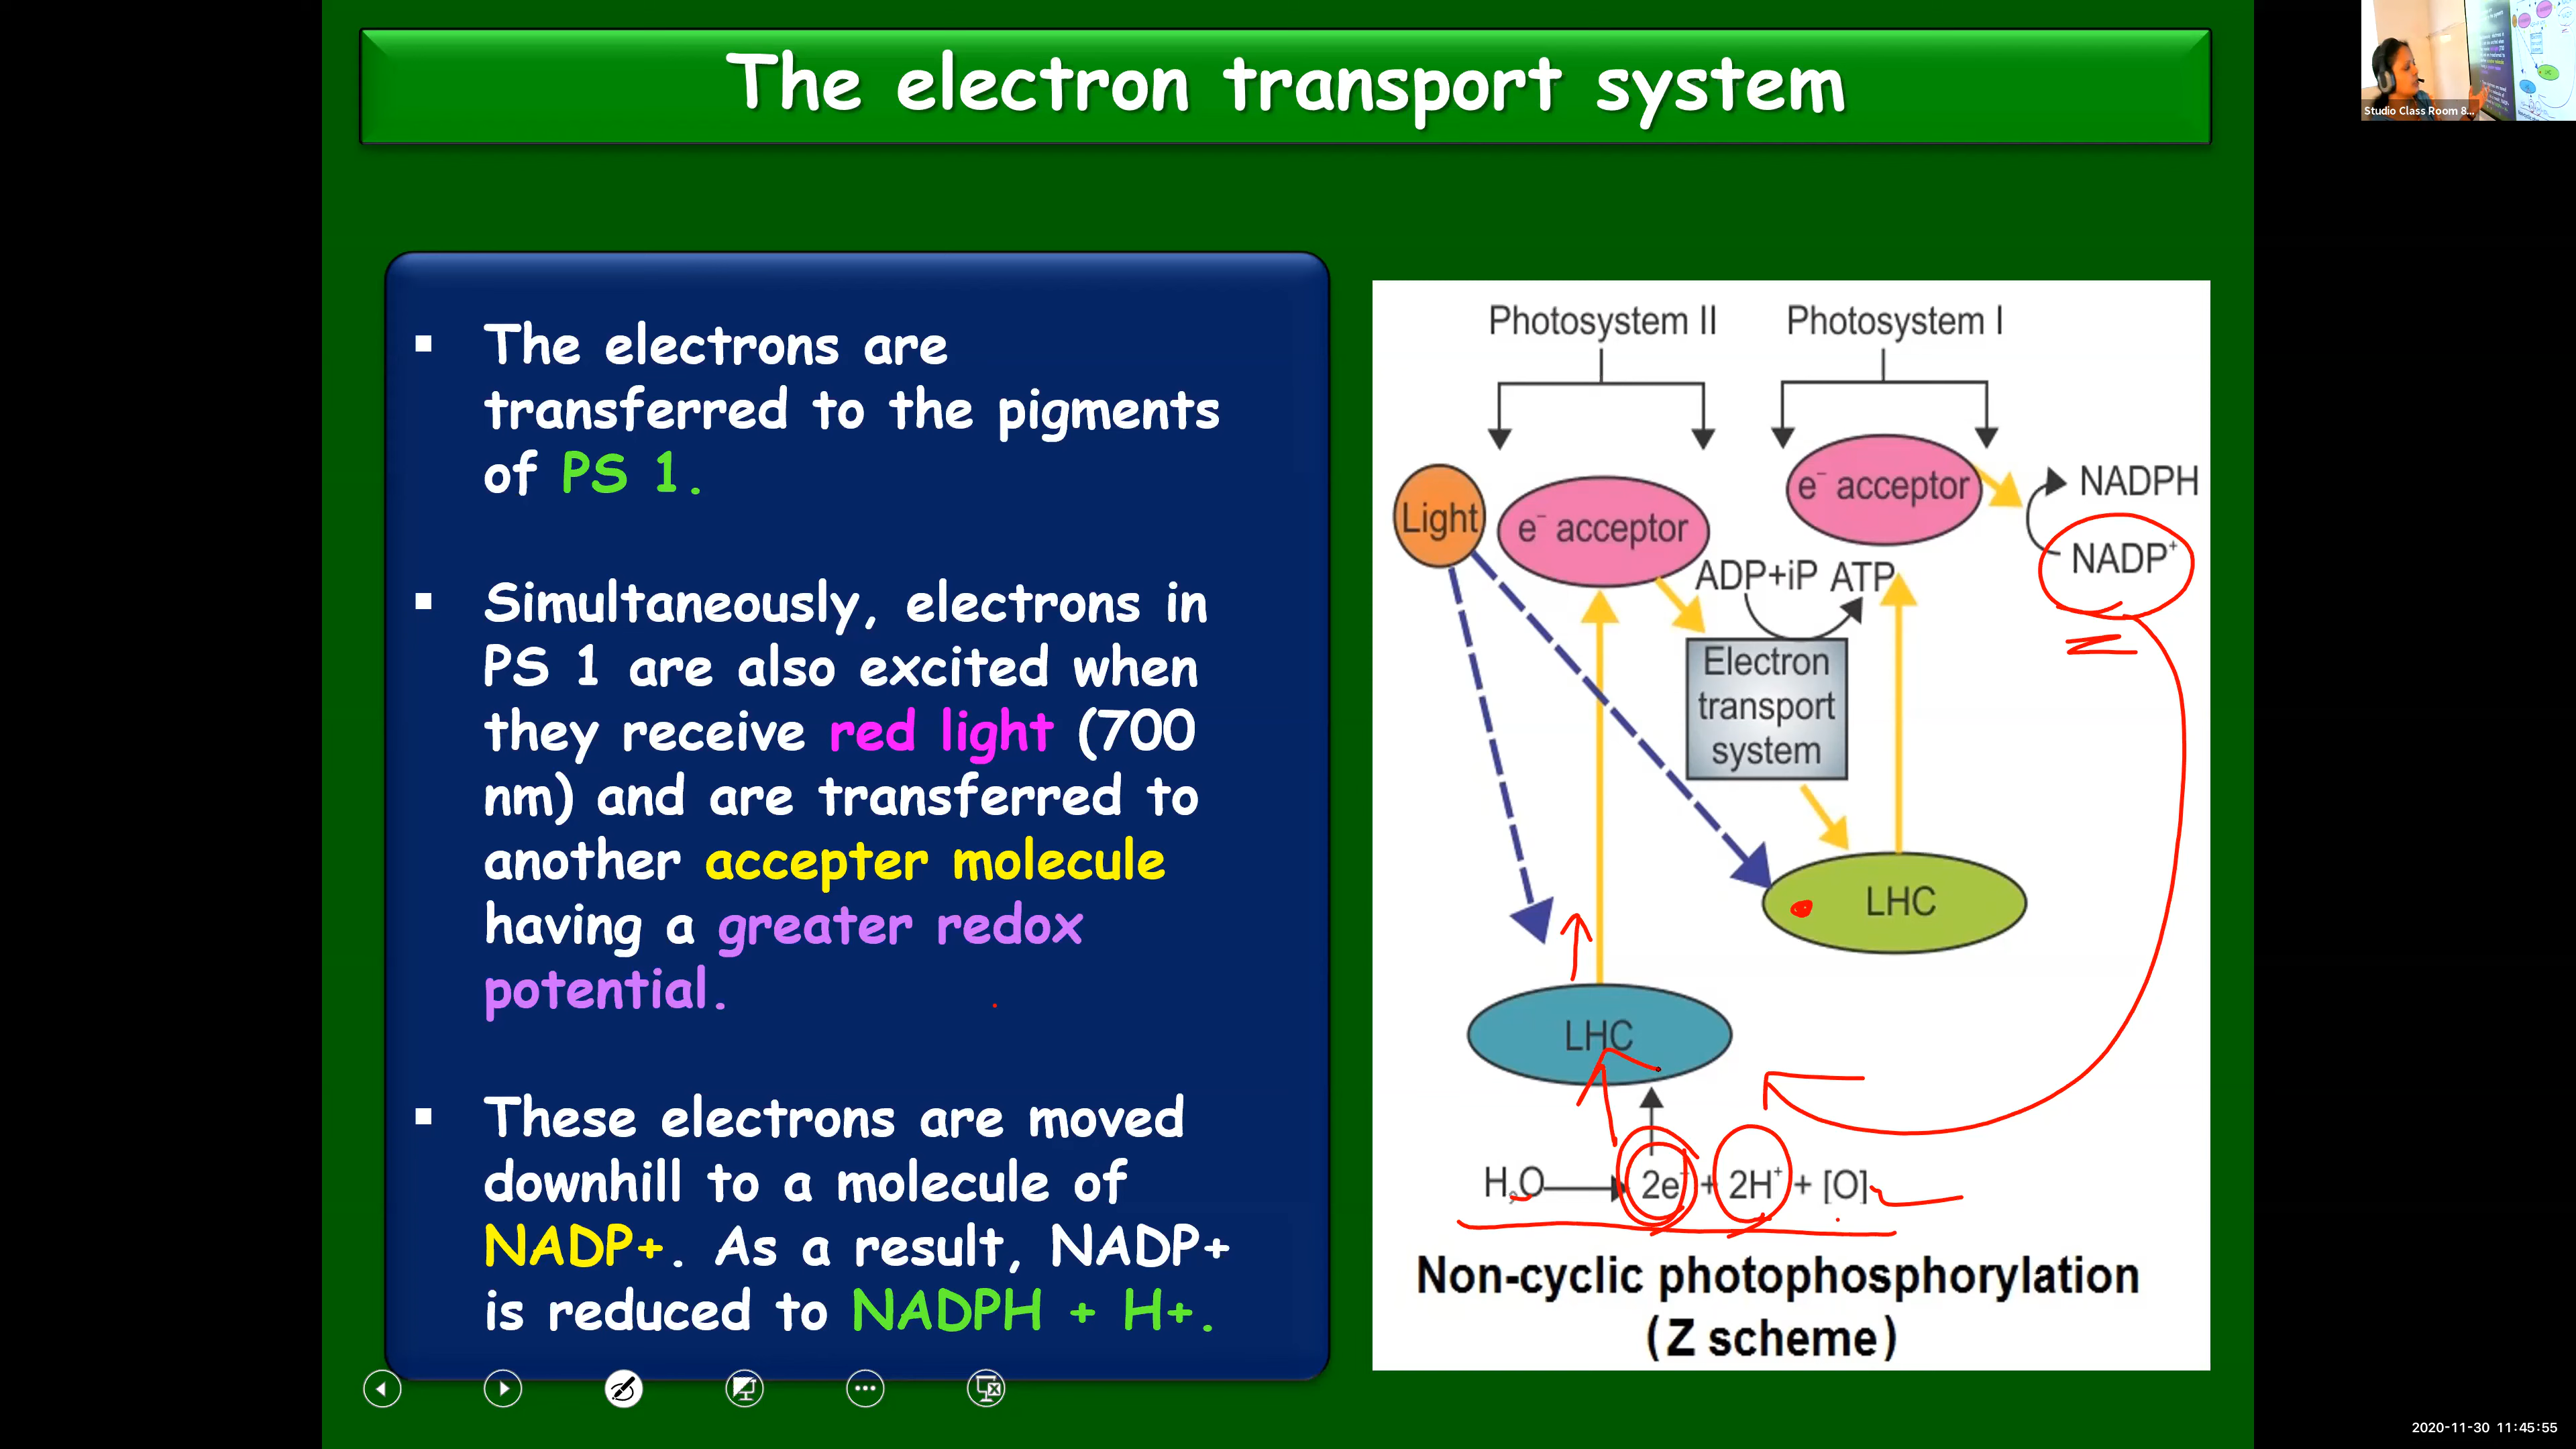 The electron transport system
Studio Class Room 8...
▪ The electrons are
transferred to the pigments
of PS 1.
▪ Simultaneously, electrons in
PS 1 are also excited when
they receive red light (700
nm) and are transferred to
another accepter molecule
having a greater redox
potential.
▪ These electrons are moved
downhill to a molecule of
NADP+. As a result, NADP+
is reduced to NADPH + H+.
Photosystem II
Photosystem I
Light
e⁻ acceptor
e⁻ acceptor
NADPH
NADP⁺
ADP+iP ATP
Electron
transport
system
LHC
LHC
H₂O 2e⁻ + 2H⁺ + [O]
Non-cyclic photophosphorylation
(Z scheme)
2020-11-30 11:45:55